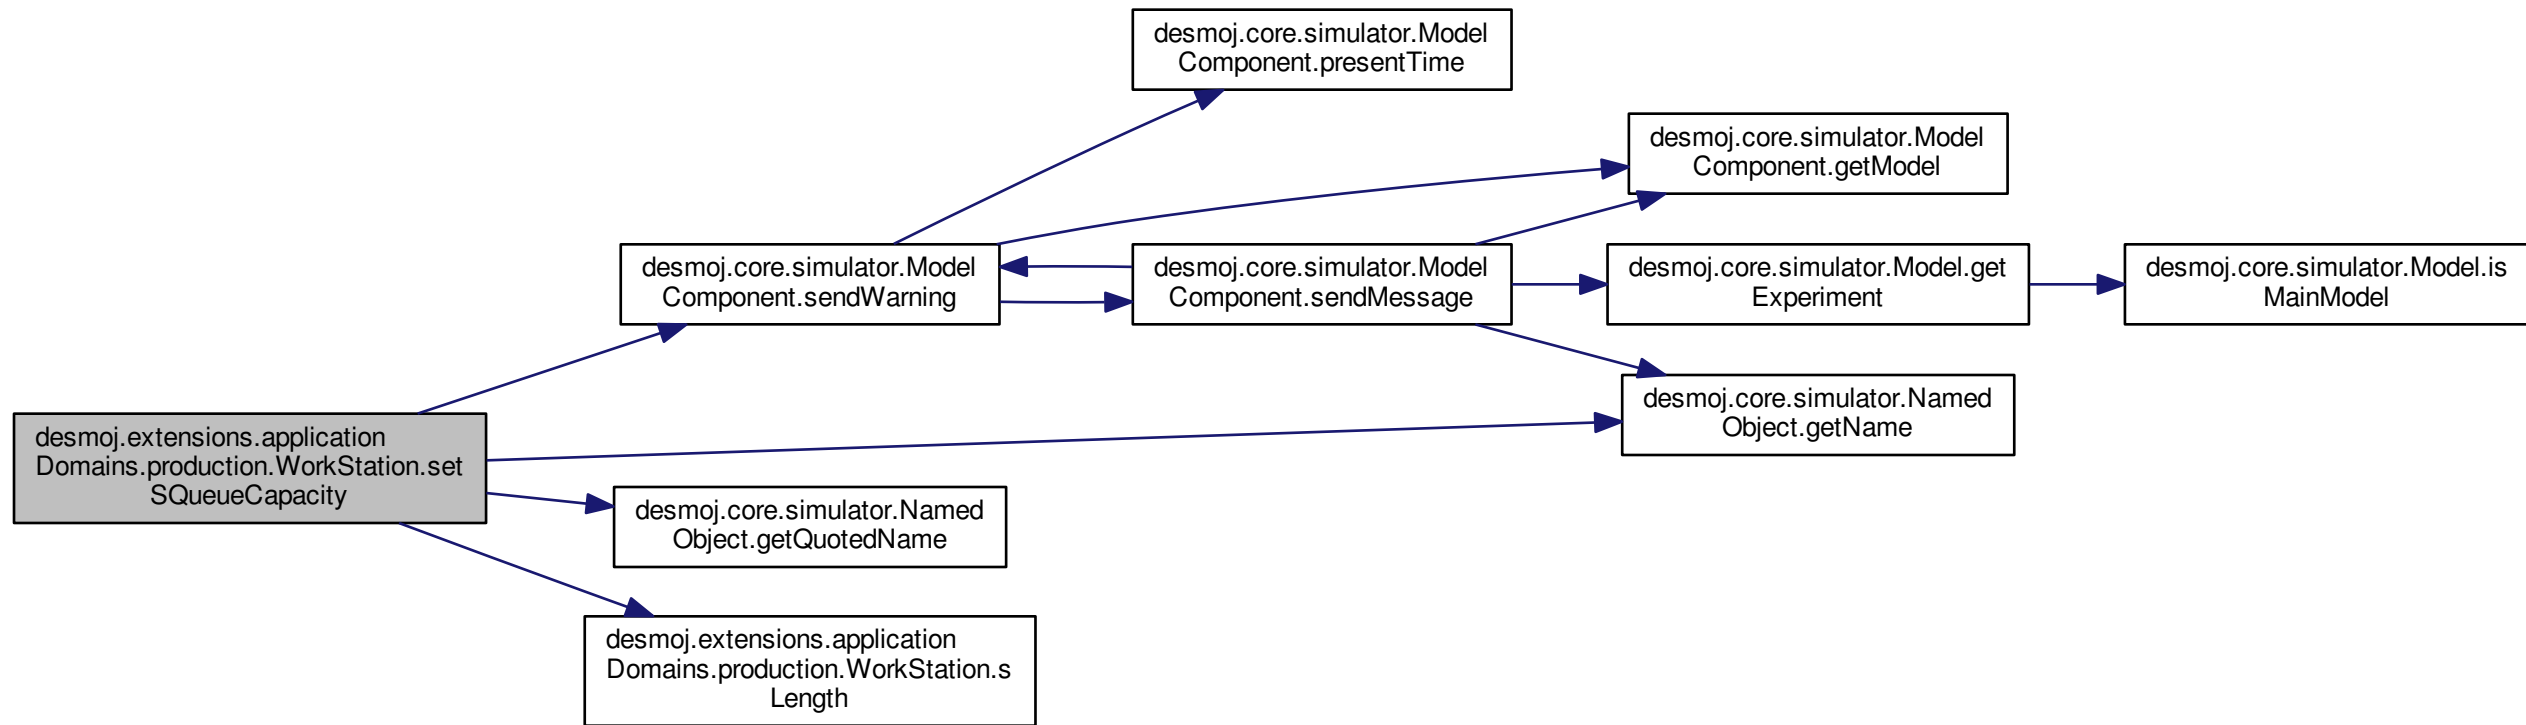 desmoj.core.simulator.Model
Component.presentTime
desmoj.core.simulator.Model
Component.getModel
desmoj.core.simulator.Model
Component.sendWarning
desmoj.core.simulator.Model
Component.sendMessage
desmoj.core.simulator.Model.get
Experiment
desmoj.core.simulator.Model.is
MainModel
desmoj.core.simulator.Named
Object.getName
desmoj.extensions.application
Domains.production.WorkStation.set
SQueueCapacity
desmoj.core.simulator.Named
Object.getQuotedName
desmoj.extensions.application
Domains.production.WorkStation.s
Length